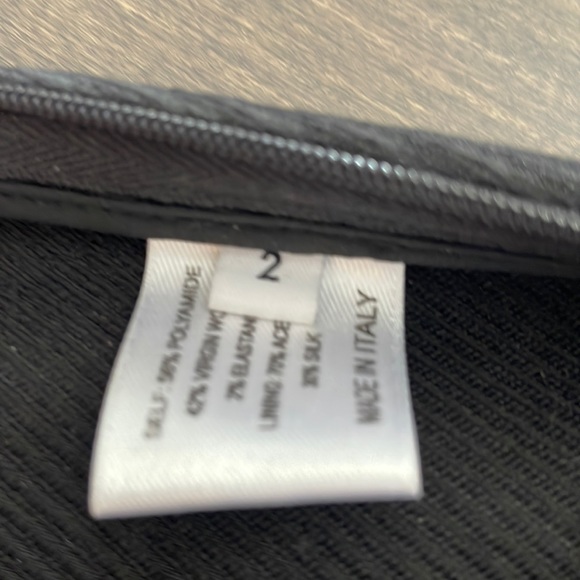 2
SELF: 56% POLYAMIDE
42% VIRGIN WO
2% ELASTAN
LINING: 70% ACE
30% SILK
MADE IN ITALY